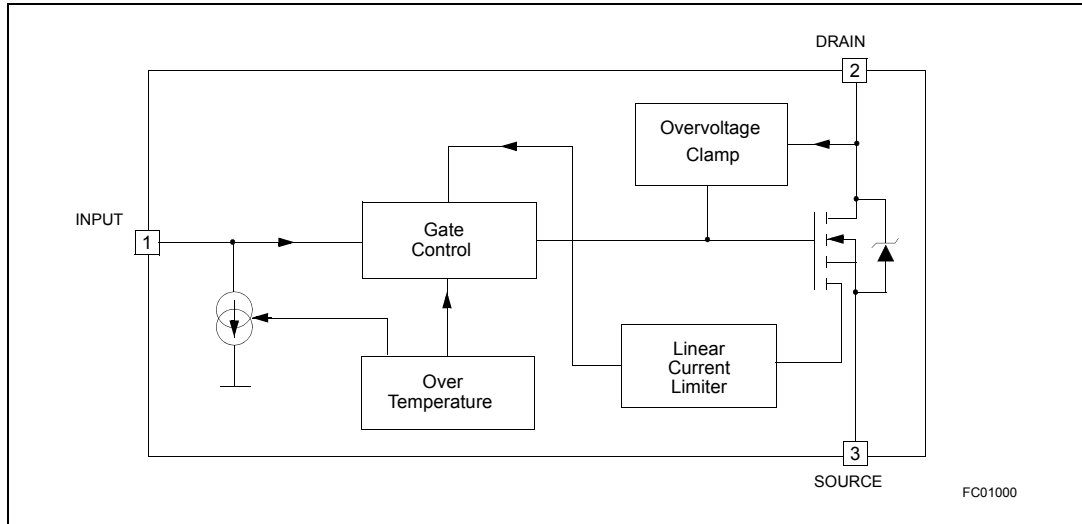 DRAIN
2
Overvoltage
Clamp
INPUT
1
Gate
Control
Linear
Current
Limiter
Over
Temperature
3
SOURCE
FC01000